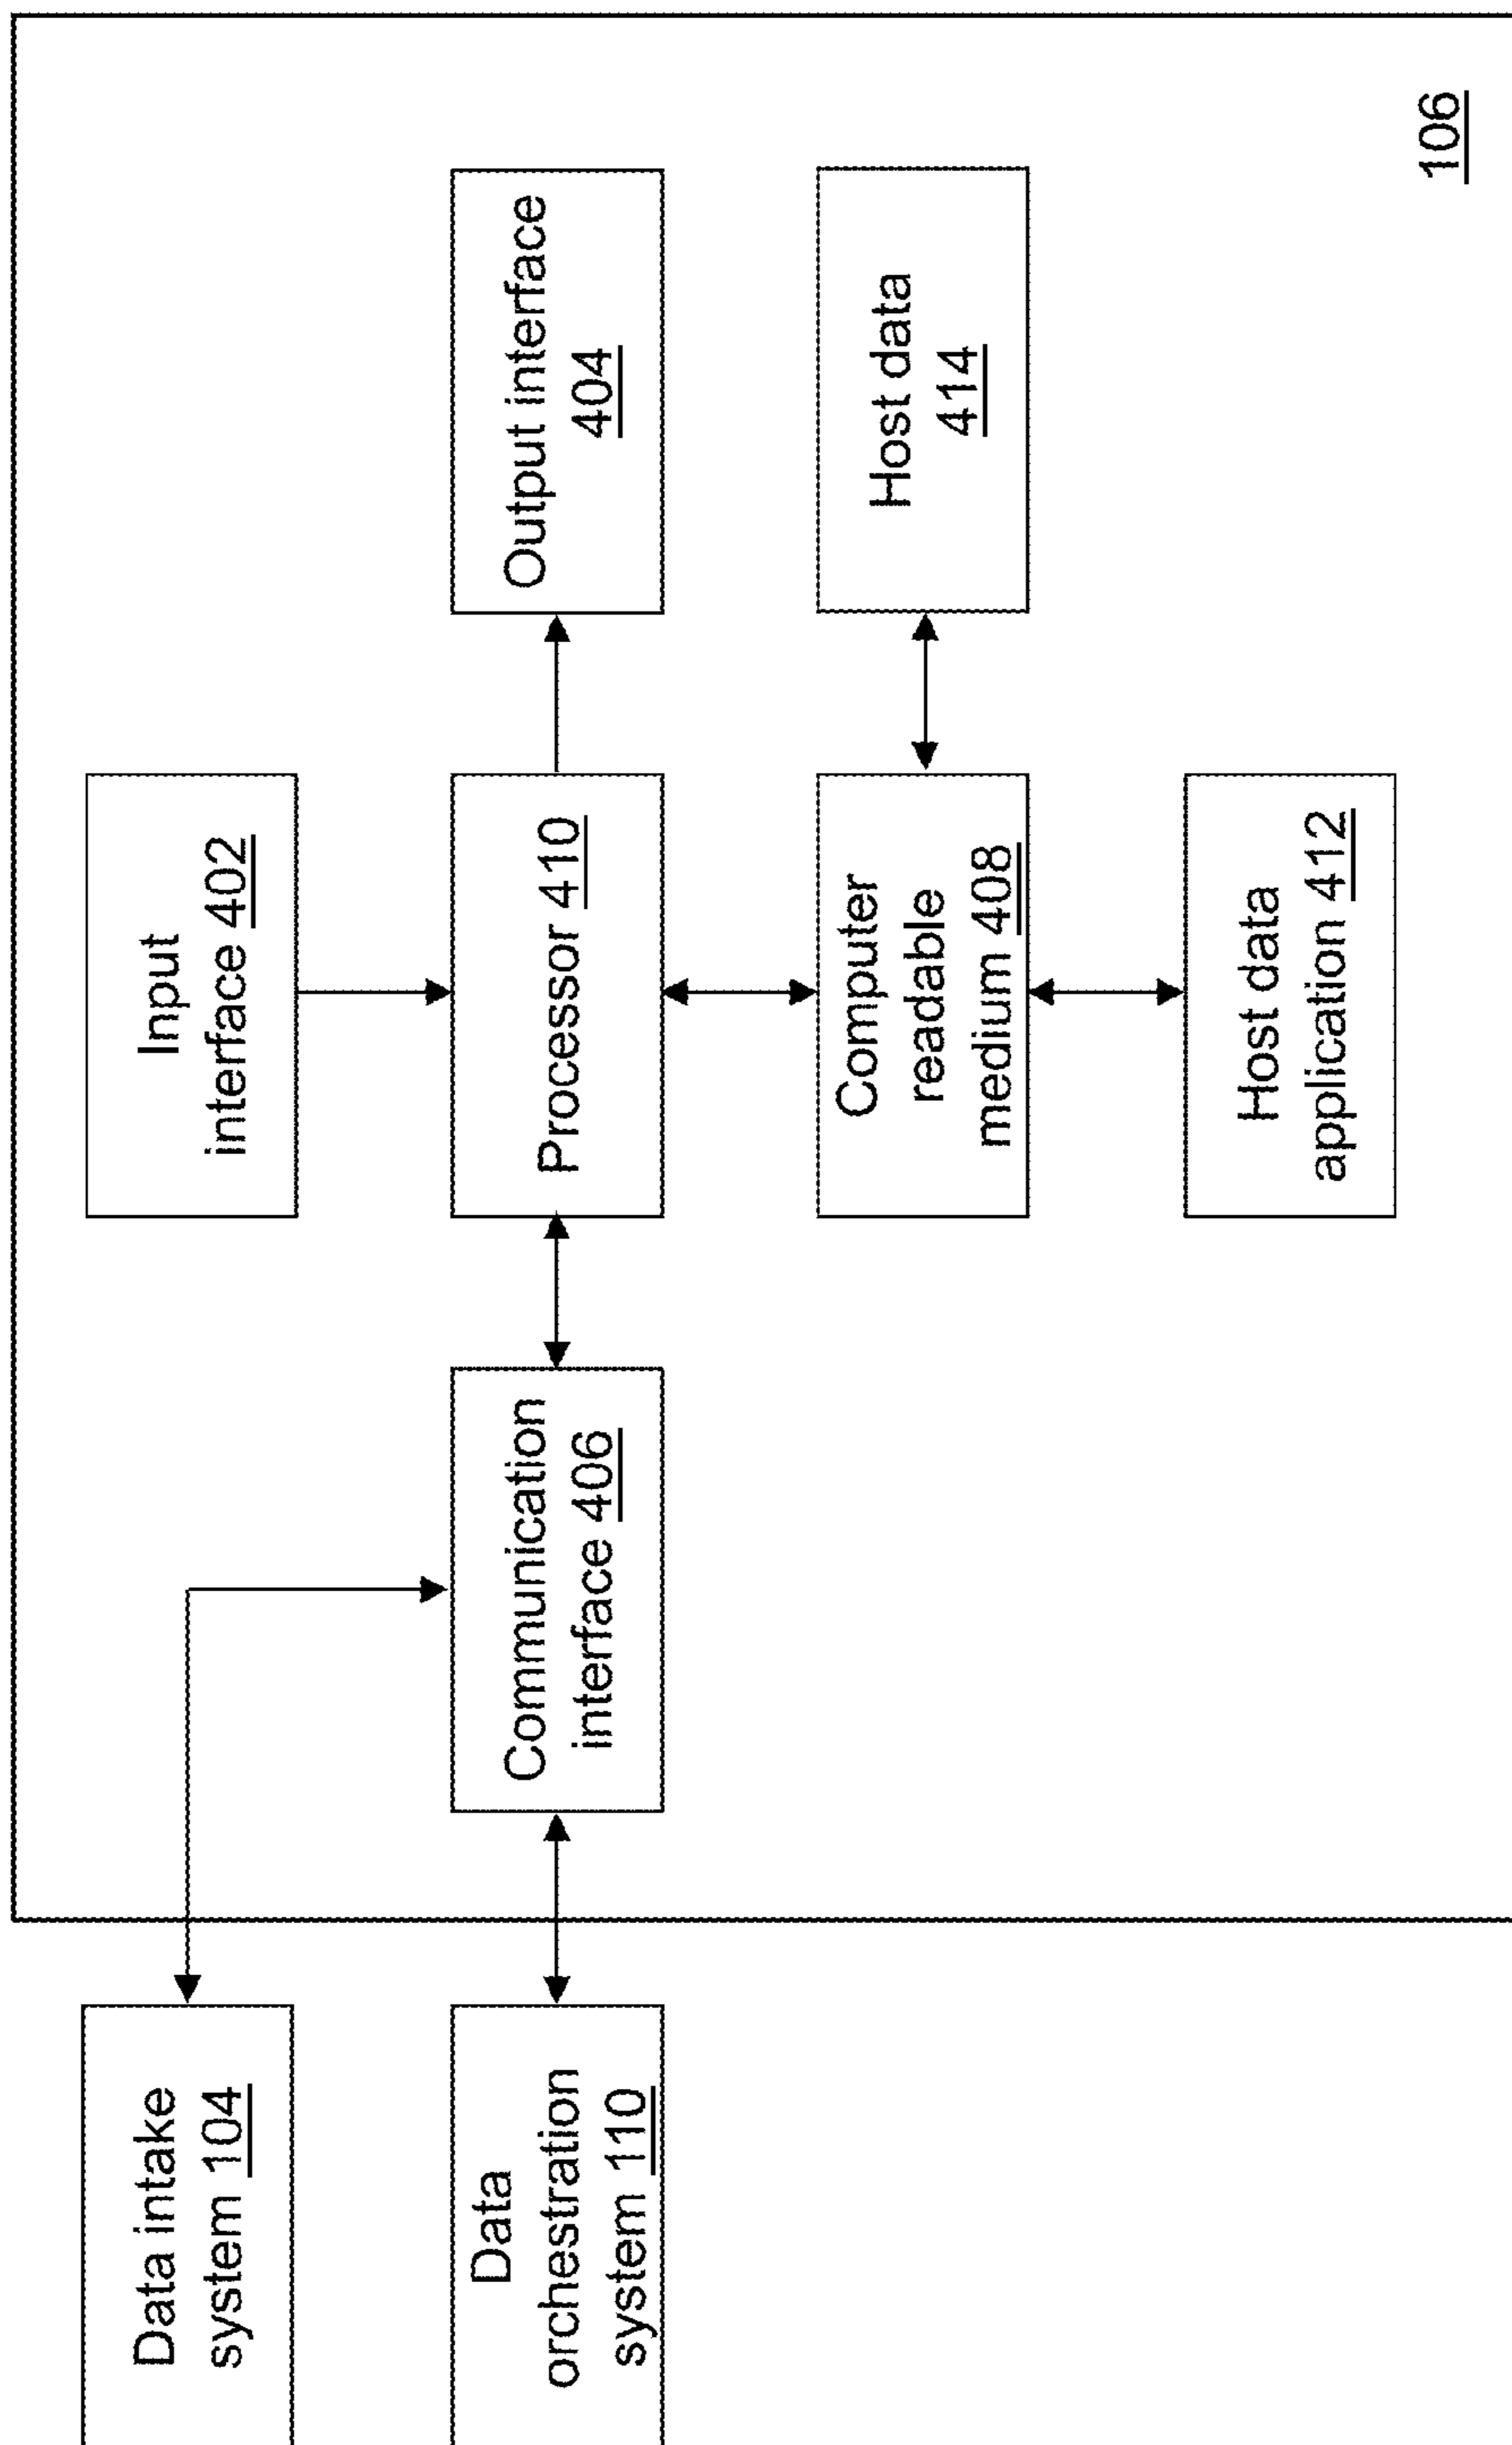 Data intake
system 104
Data
orchestration
system 110
Communication
interface 406
Input
interface 402
Processor 410
Computer
readable
medium 408
Host data
application 412
Output interface
404
Host data
414
106